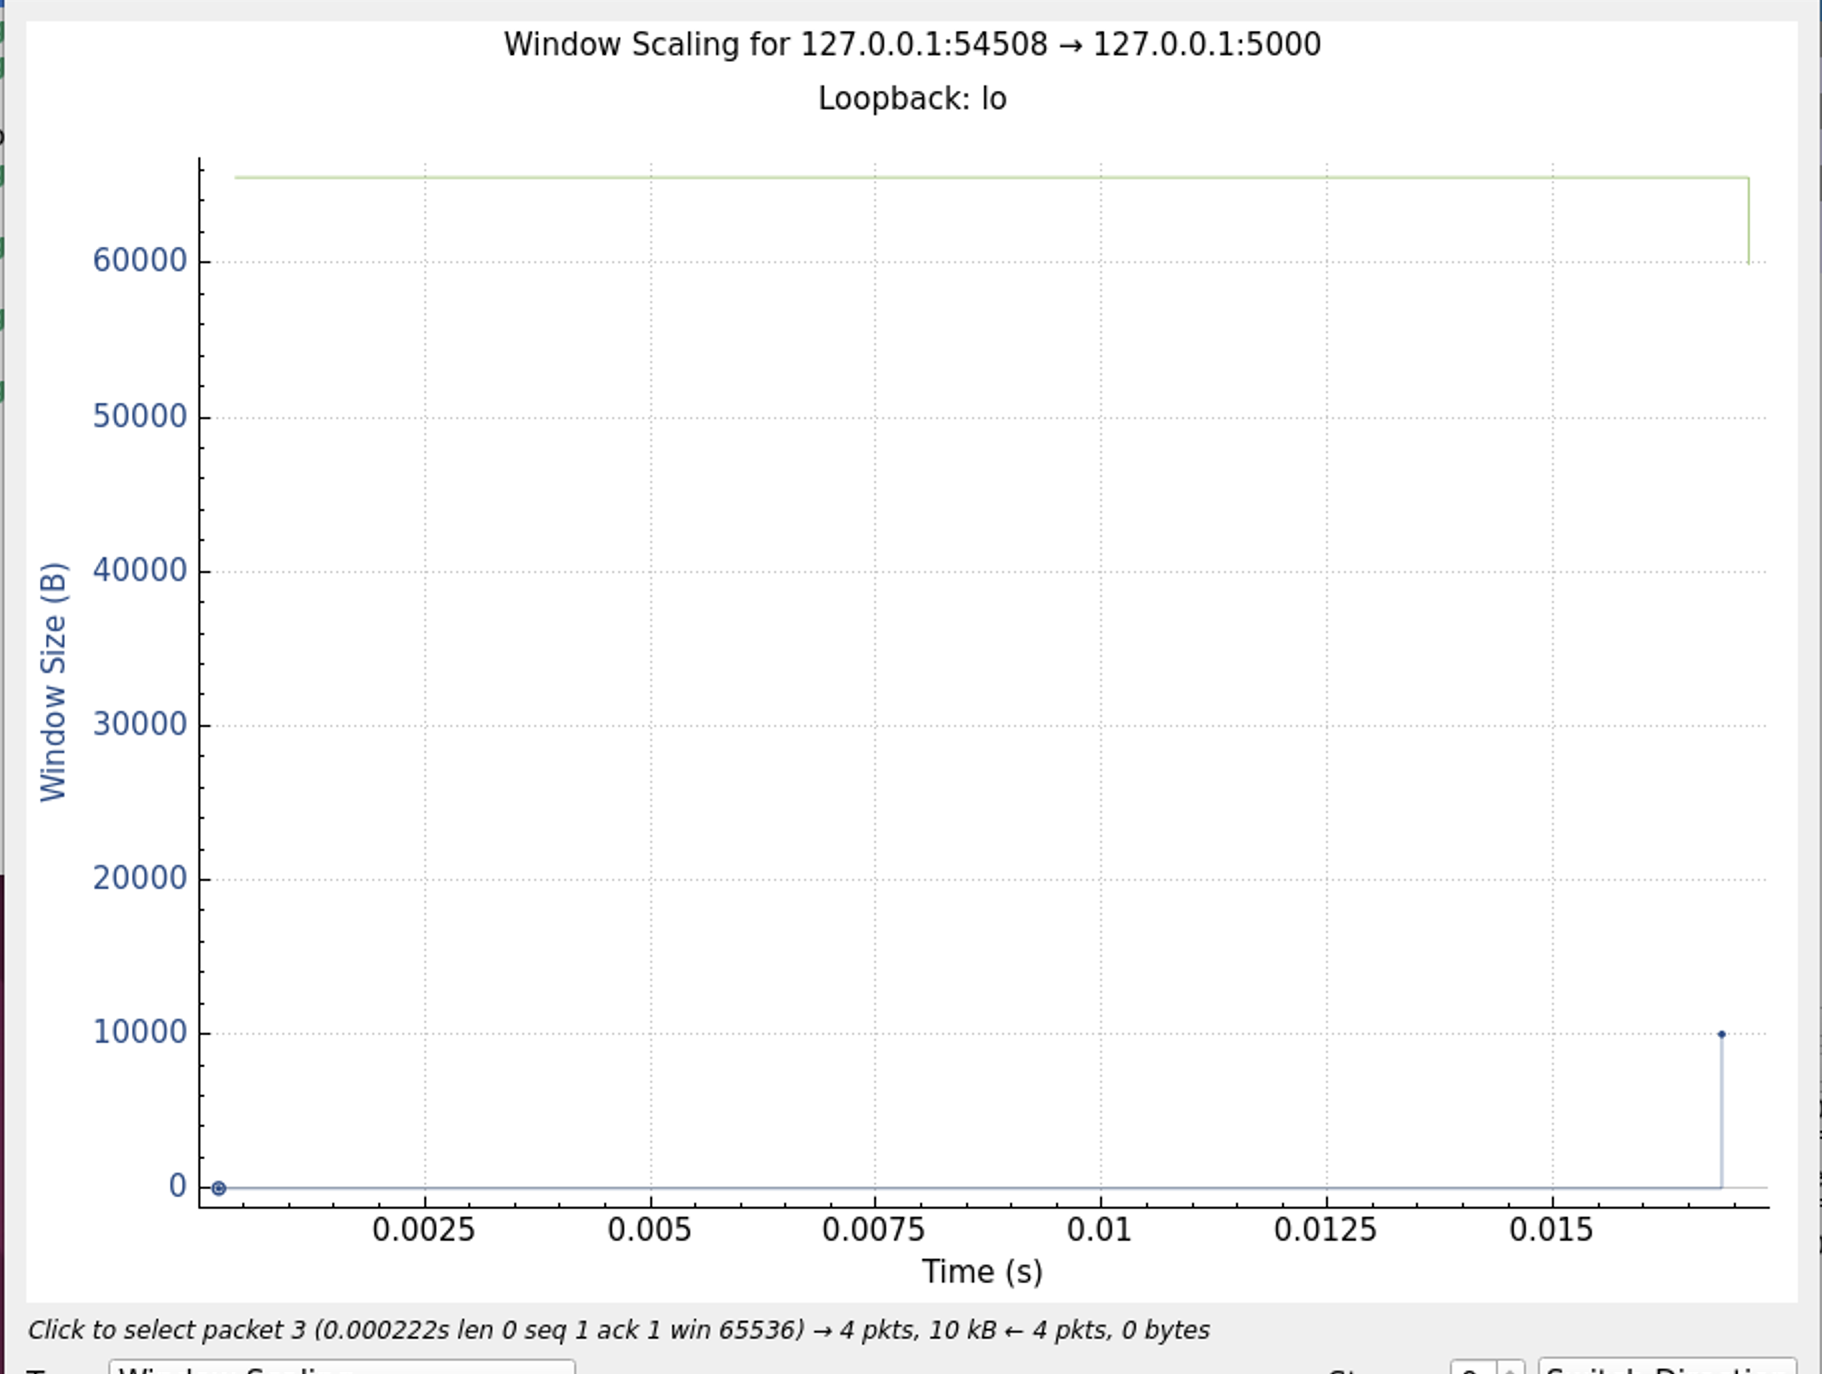 Window Scaling for 127.0.0.1:54508 → 127.0.0.1:5000
Loopback: lo
Window Size (B)
60000
50000
40000
30000
20000
10000
0
0.0025 0.005 0.0075 0.01 0.0125 0.015
Time (s)
Click to select packet 3 (0.000222s len 0 seq 1 ack 1 win 65536) → 4 pkts, 10 kB ← 4 pkts, 0 bytes
Window Scaling